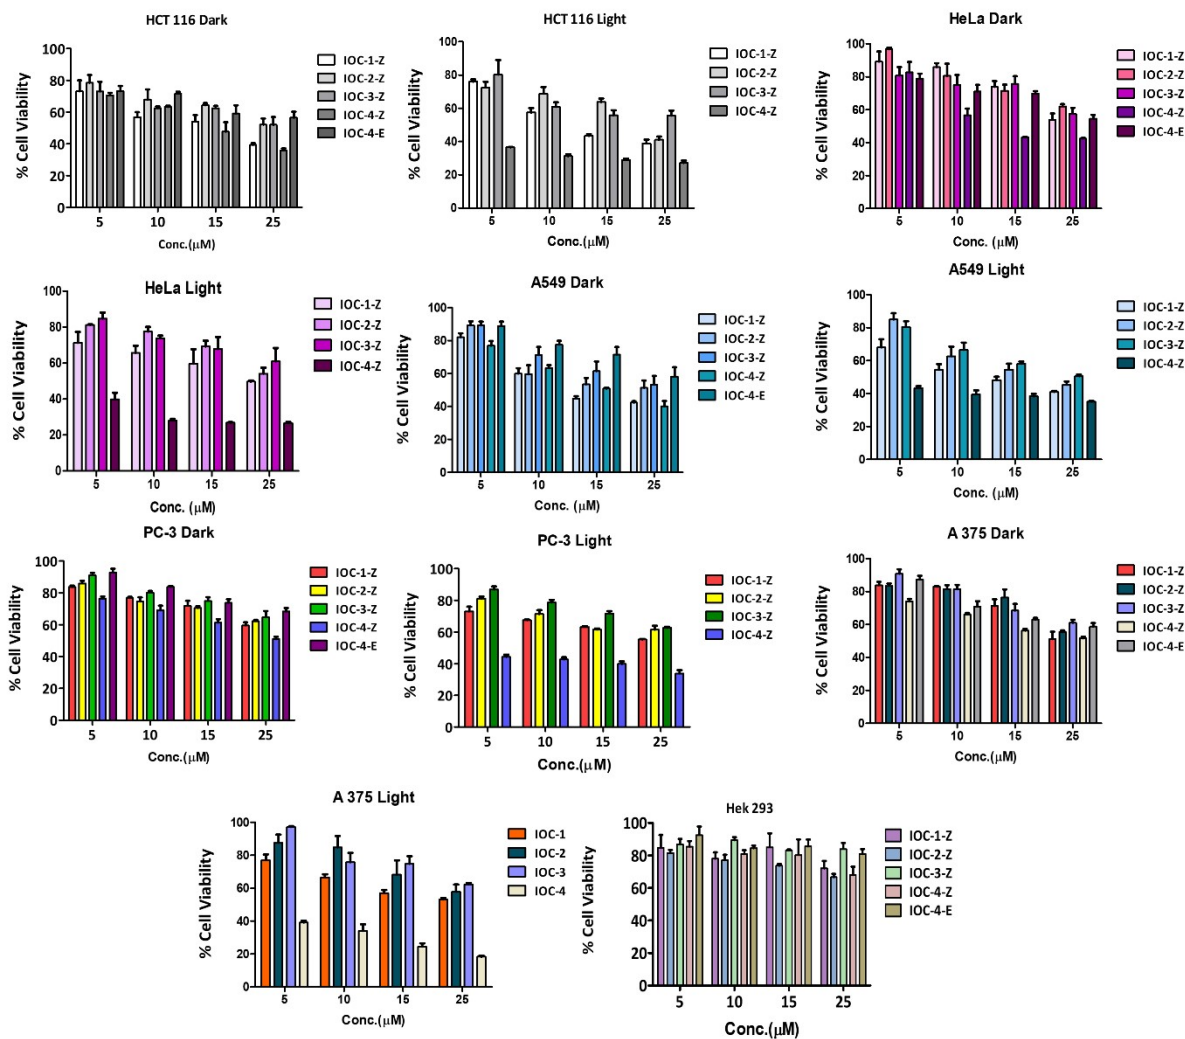 HCT 116 Dark
% Cell Viability
100
80
60
40
20
0
5 10 15 25
Conc.(μM)
IOC-1-Z
IOC-2-Z
IOC-3-Z
IOC-4-Z
IOC-4-E
HCT 116 Light
% Cell Viability
100
80
60
40
20
0
5 10 15 25
Conc.(μM)
IOC-1-Z
IOC-2-Z
IOC-3-Z
IOC-4-Z
HeLa Dark
% Cell Viability
100
80
60
40
20
0
5 10 15 25
Conc.(μM)
IOC-1-Z
IOC-2-Z
IOC-3-Z
IOC-4-Z
IOC-4-E
HeLa Light
% Cell Viability
100
80
60
40
20
0
5 10 15 25
Conc. (μM)
IOC-1-Z
IOC-2-Z
IOC-3-Z
IOC-4-Z
A549 Dark
% Cell Viability
100
80
60
40
20
0
5 10 15 25
Conc. (μM)
IOC-1-Z
IOC-2-Z
IOC-3-Z
IOC-4-Z
IOC-4-E
A549 Light
% Cell Viability
100
80
60
40
20
0
5 10 15 25
Conc. (μM)
IOC-1-Z
IOC-2-Z
IOC-3-Z
IOC-4-Z
PC-3 Dark
% Cell Viability
100
80
60
40
20
0
5 10 15 25
Conc.(μM)
IOC-1-Z
IOC-2-Z
IOC-3-Z
IOC-4-Z
IOC-4-E
PC-3 Light
% Cell Viability
100
80
60
40
20
0
5 10 15 25
Conc.(μM)
IOC-1-Z
IOC-2-Z
IOC-3-Z
IOC-4-Z
A 375 Dark
% Cell Viability
100
80
60
40
20
0
5 10 15 25
Conc.(μM)
IOC-1-Z
IOC-2-Z
IOC-3-Z
IOC-4-Z
IOC-4-E
A 375 Light
% Cell Viability
100
80
60
40
20
0
5 10 15 25
Conc.(μM)
IOC-1
IOC-2
IOC-3
IOC-4
Hek 293
% Cell Viability
100
80
60
40
20
0
5 10 15 25
Conc.(μM)
IOC-1-Z
IOC-2-Z
IOC-3-Z
IOC-4-Z
IOC-4-E